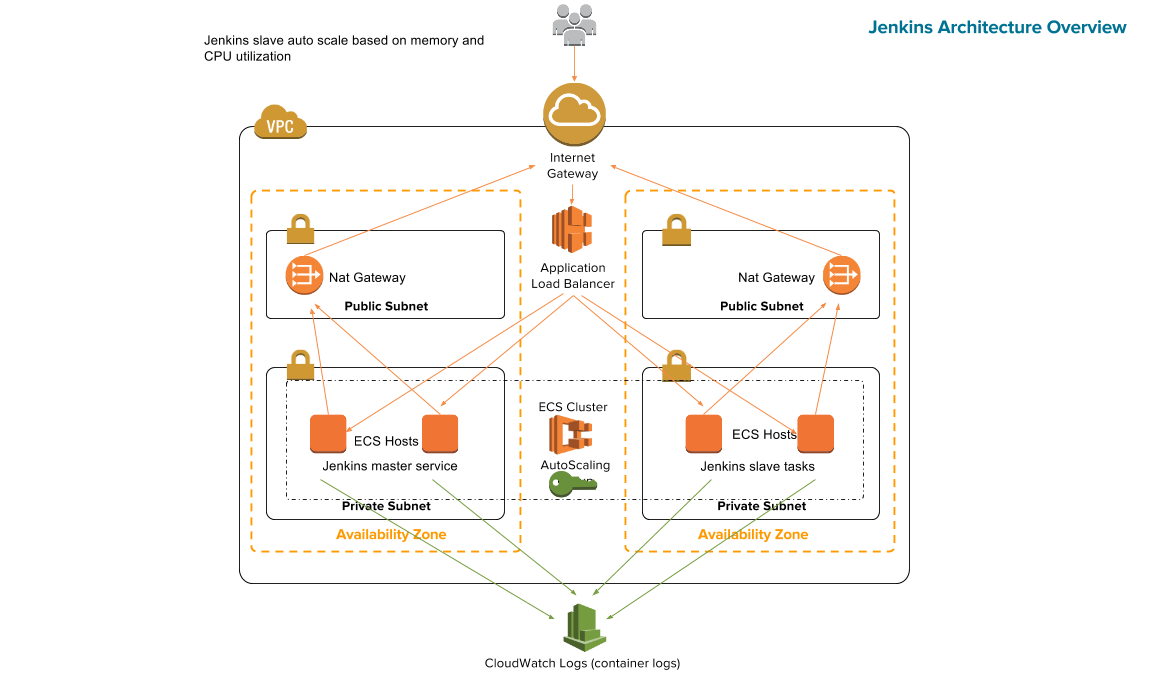 Jenkins Architecture Overview
Jenkins slave auto scale based on memory and
CPU utilization
VPC
Internet
Gateway
Application
Load Balancer
Nat Gateway
Public Subnet
Nat Gateway
Public Subnet
ECS Cluster
ECS Hosts
Jenkins master service
AutoScaling
ECS Hosts
Jenkins slave tasks
Private Subnet
Private Subnet
Availability Zone
Availability Zone
CloudWatch Logs (container logs)